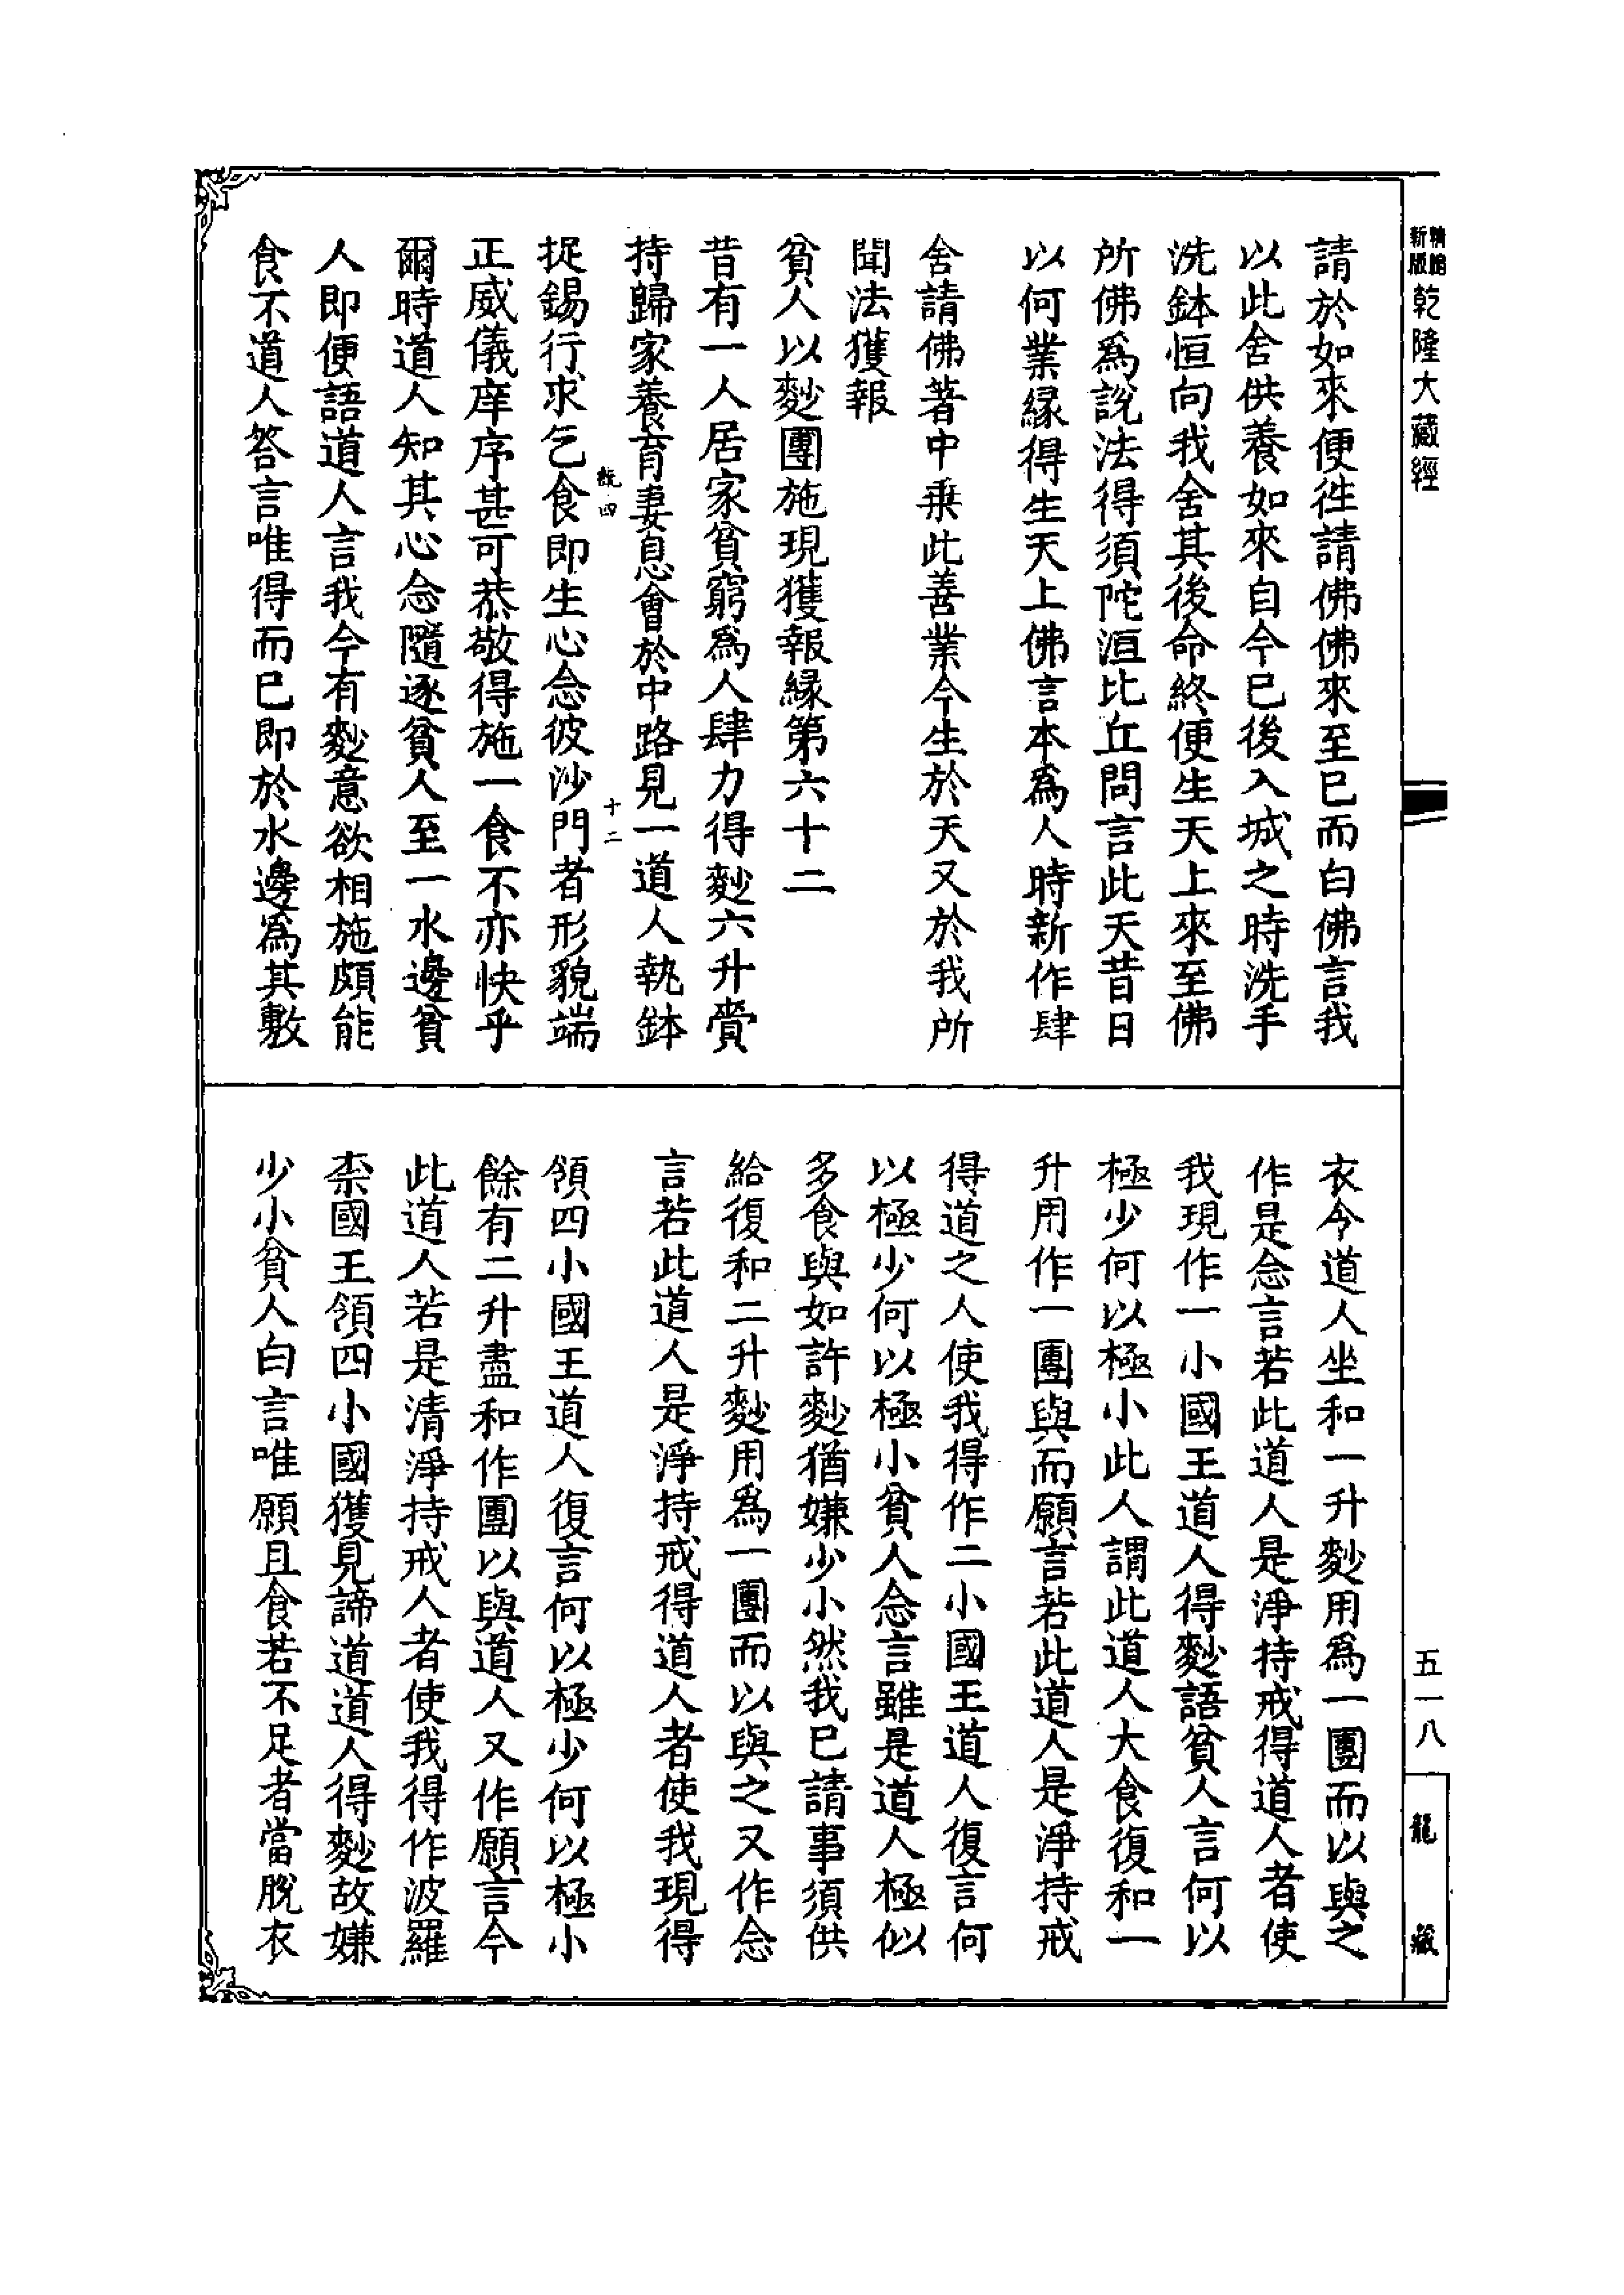 新版
精縮
乾隆大藏經
請於如來便徃請佛佛來至巳而白佛言我
以此舍供養如來自今巳後入城之時洗手
洗鉢恒向我舍其後命終便生天上來至佛
所佛爲說法得須陀洹比丘問言此天昔日
以何業緣得生天上佛言本爲人時新作肆
舍請佛著中乗此善業今生於天又於我所
聞法獲報
貧人以麨團施現獲報緣第六十二
昔有一人居家貧窮爲人肆力得麨六升賫
持歸家養育妻息會於中路見一道人執鉢
捉錫行求乞食即生心念彼沙門者形貌端
正威儀庠序甚可恭敬得施一食不亦快乎
爾時道人知其心念隨逐貧人至一水邊貧
人即便語道人言我今有麨意欲相施頗能
食不道人答言唯得而巳即於水邊爲其敷
四
十二
衣令道人坐和一升麨用爲一團而以與之
作是念言若此道人是淨持戒得道人者使
我現作一小國王道人得麨語貧人言何以
極少何以極小此人謂此道人大食復和一
升用作一團與而願言若此道人是淨持戒
得道之人使我得作二小國王道人復言何
以極少何以極小貧人念言雖是道人極似
多食與如許麨猶嫌少小然我巳請事須供
給復和二升麨用爲一團而以與之又作念
言若此道人是淨持戒得道人者使我現得
領四小國王道人復言何以極少何以極小
餘有二升盡和作團以與道人又作願言今
此道人若是清淨持戒人者使我得作波羅
柰國王領四小國獲見諦道道人得麨故嫌
少小貧人白言唯願且食若不足者當脫衣
五一八
龍藏